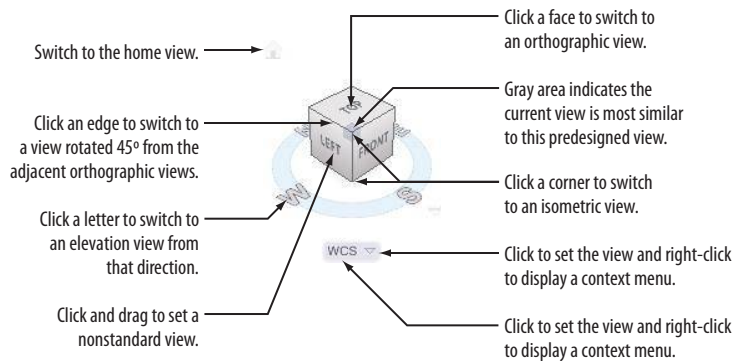 Switch to the home view.
Click an edge to switch to
a view rotated 45º from the
adjacent orthographic views.
Click a letter to switch to
an elevation view from
that direction.
Click and drag to set a
nonstandard view.
Click a face to switch to
an orthographic view.
Gray area indicates the
current view is most similar
to this predesigned view.
Click a corner to switch
to an isometric view.
Click to set the view and right-click
to display a context menu.
Click to set the view and right-click
to display a context menu.
TOP
LEFT
FRONT
W
S
WCS